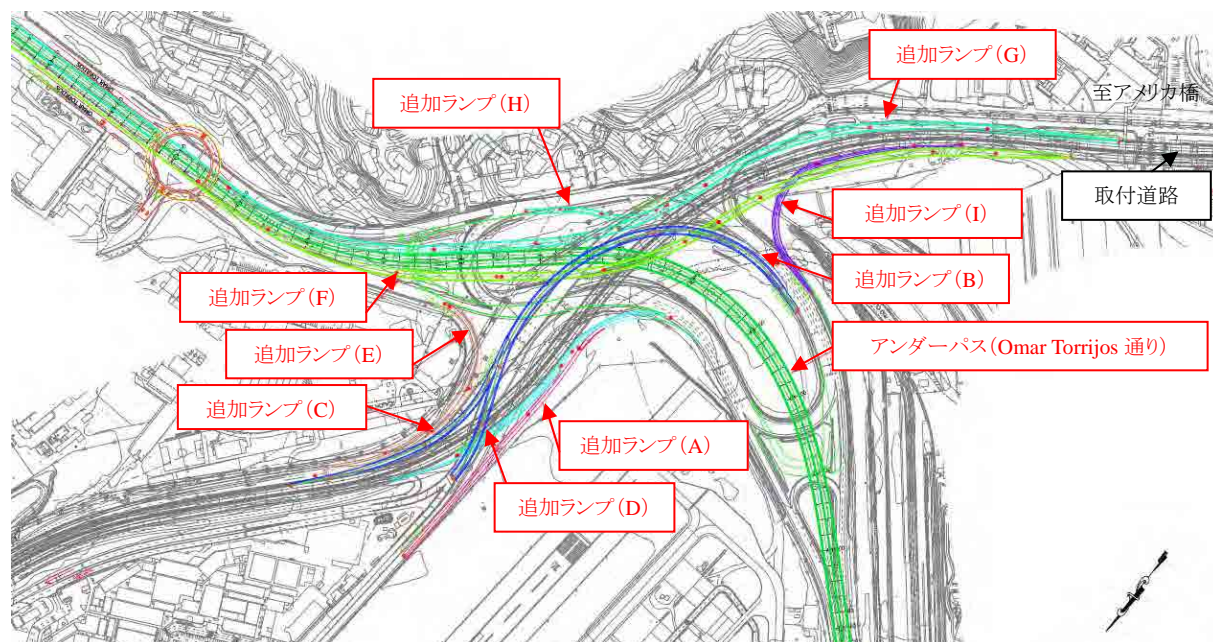 追加ランプ(G)
追加ランプ(H)
至アメリカ橋
取付道路
追加ランプ(I)
追加ランプ(B)
追加ランプ(F)
アンダーパス(Omar Torrijos 通り)
追加ランプ(E)
追加ランプ(C)
追加ランプ(A)
追加ランプ(D)